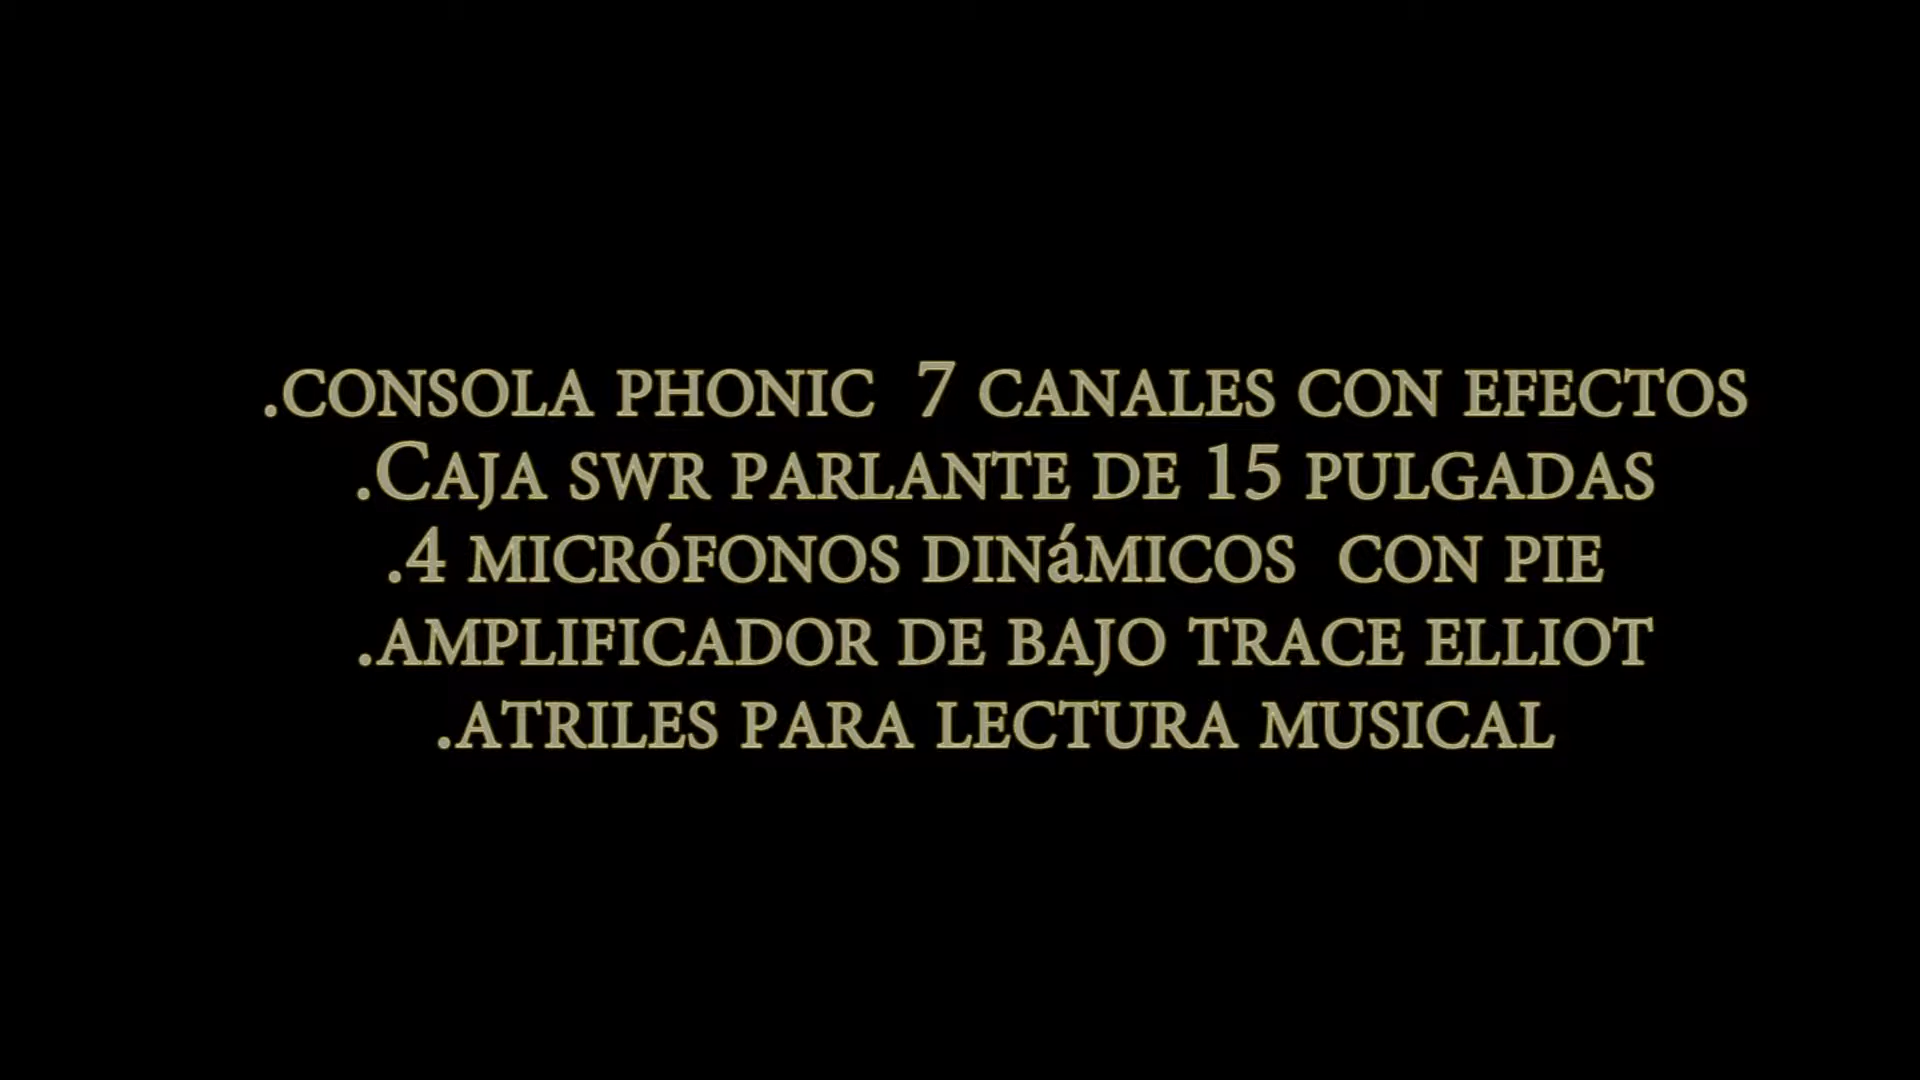 .CONSOLA PHONIC  7 CANALES CON EFECTOS
.CAJA SWR PARLANTE DE 15 PULGADAS
.4 MICRóFONOS DINáMICOS  CON PIE
.AMPLIFICADOR DE BAJO TRACE ELLIOT
.ATRILES PARA LECTURA MUSICAL